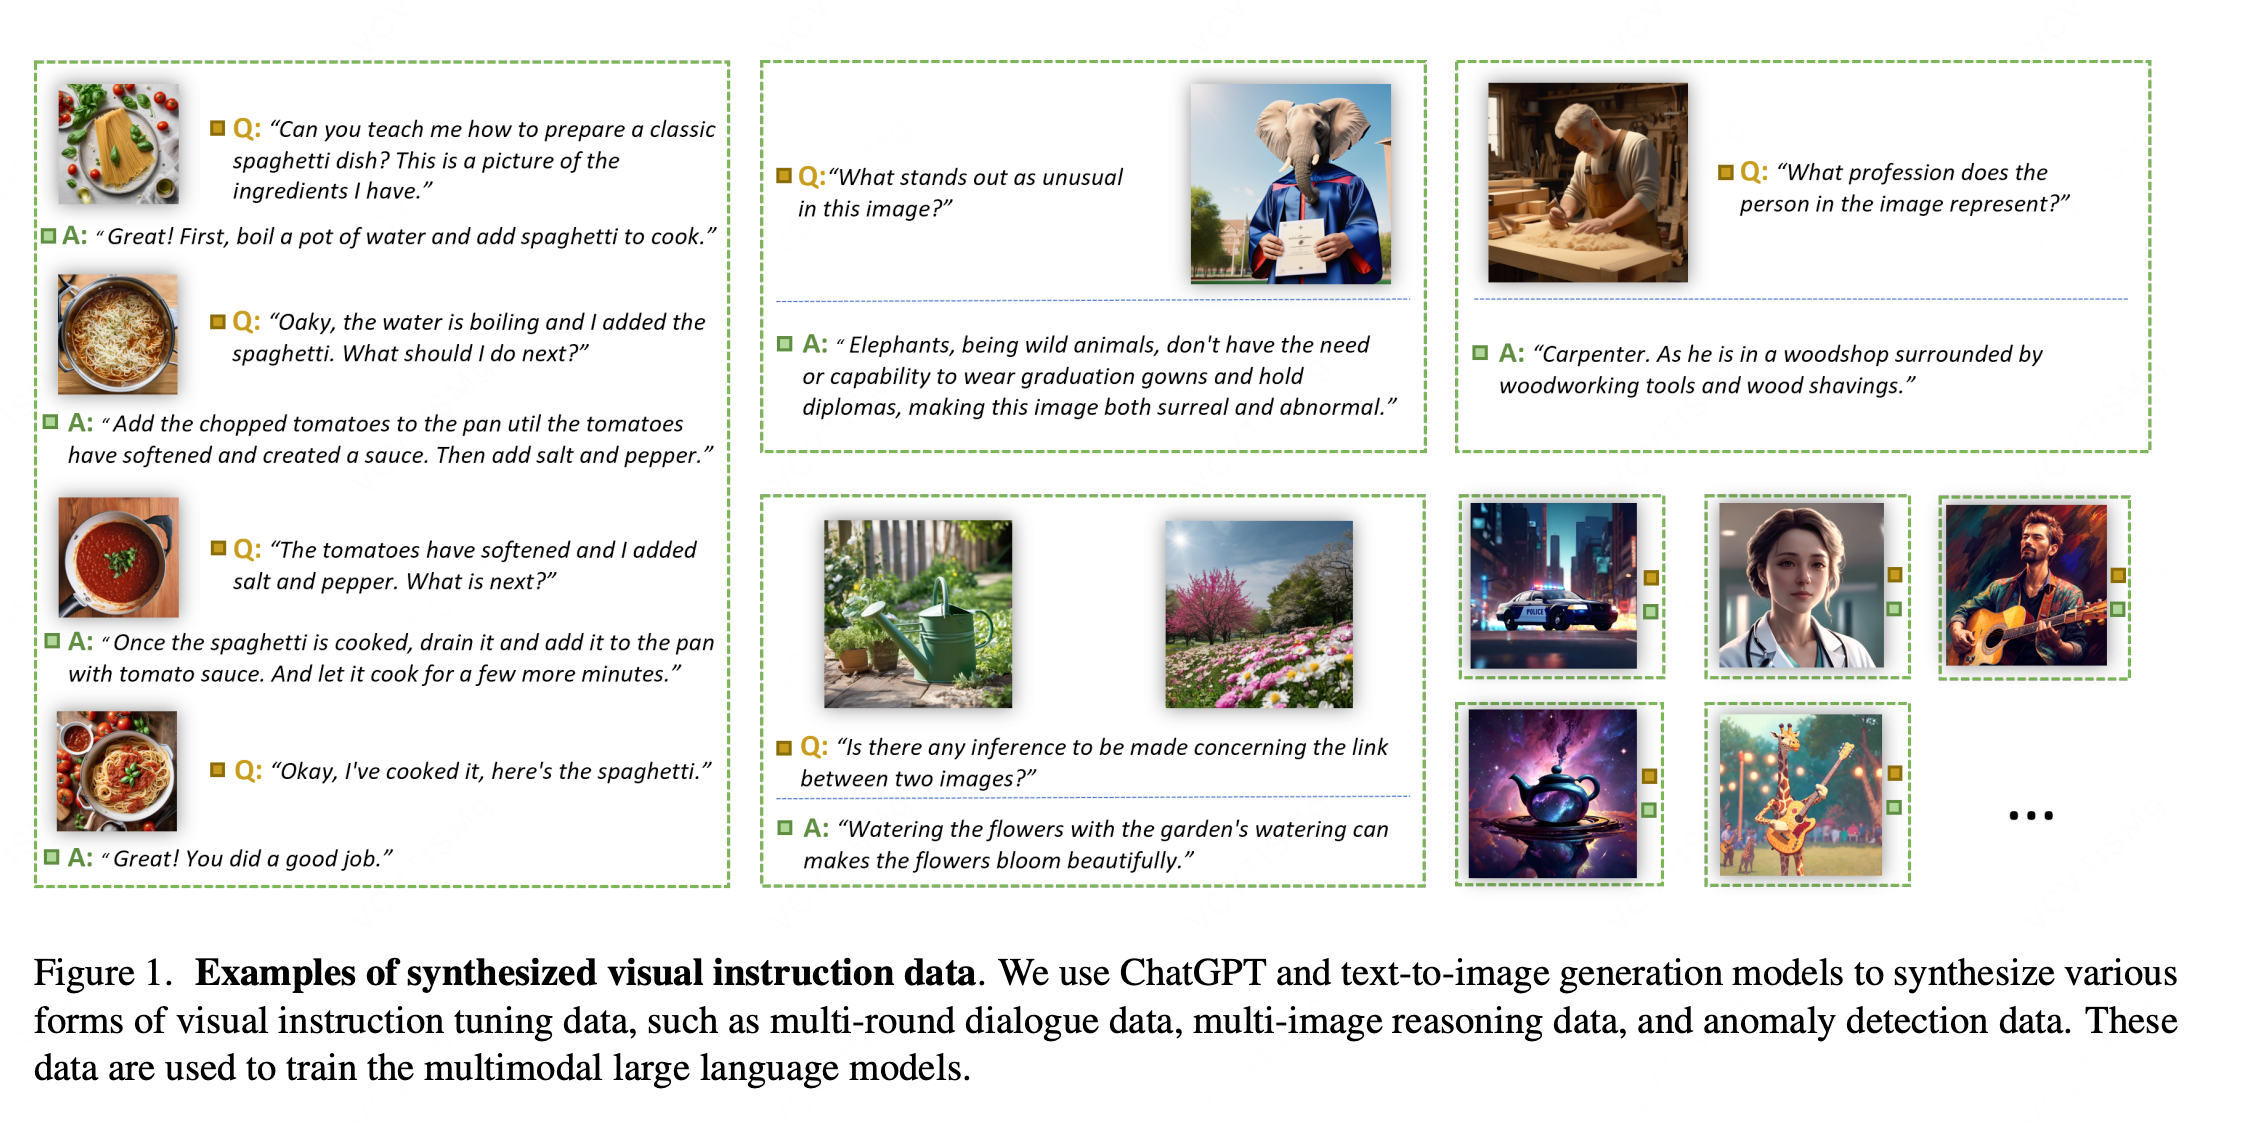 Q: “Can you teach me how to prepare a classic
spaghetti dish? This is a picture of the
ingredients I have.”
A: “ Great! First, boil a pot of water and add spaghetti to cook.”
Q: “Oaky, the water is boiling and I added the
spaghetti. What should I do next?”
A: “ Add the chopped tomatoes to the pan util the tomatoes
have softened and created a sauce. Then add salt and pepper.”
Q: “The tomatoes have softened and I added
salt and pepper. What is next?”
A: “ Once the spaghetti is cooked, drain it and add it to the pan
with tomato sauce. And let it cook for a few more minutes.”
Q: “Okay, I've cooked it, here's the spaghetti.”
A: “ Great! You did a good job.”
Q:“What stands out as unusual
in this image?”
A: “ Elephants, being wild animals, don't have the need
or capability to wear graduation gowns and hold
diplomas, making this image both surreal and abnormal.”
Q: “What profession does the
person in the image represent?”
A: “Carpenter. As he is in a woodshop surrounded by
woodworking tools and wood shavings.”
Q: “Is there any inference to be made concerning the link
between two images?”
A: “Watering the flowers with the garden's watering can
makes the flowers bloom beautifully.”
POLICE
...
Figure 1. Examples of synthesized visual instruction data. We use ChatGPT and text-to-image generation models to synthesize various
forms of visual instruction tuning data, such as multi-round dialogue data, multi-image reasoning data, and anomaly detection data. These
data are used to train the multimodal large language models.